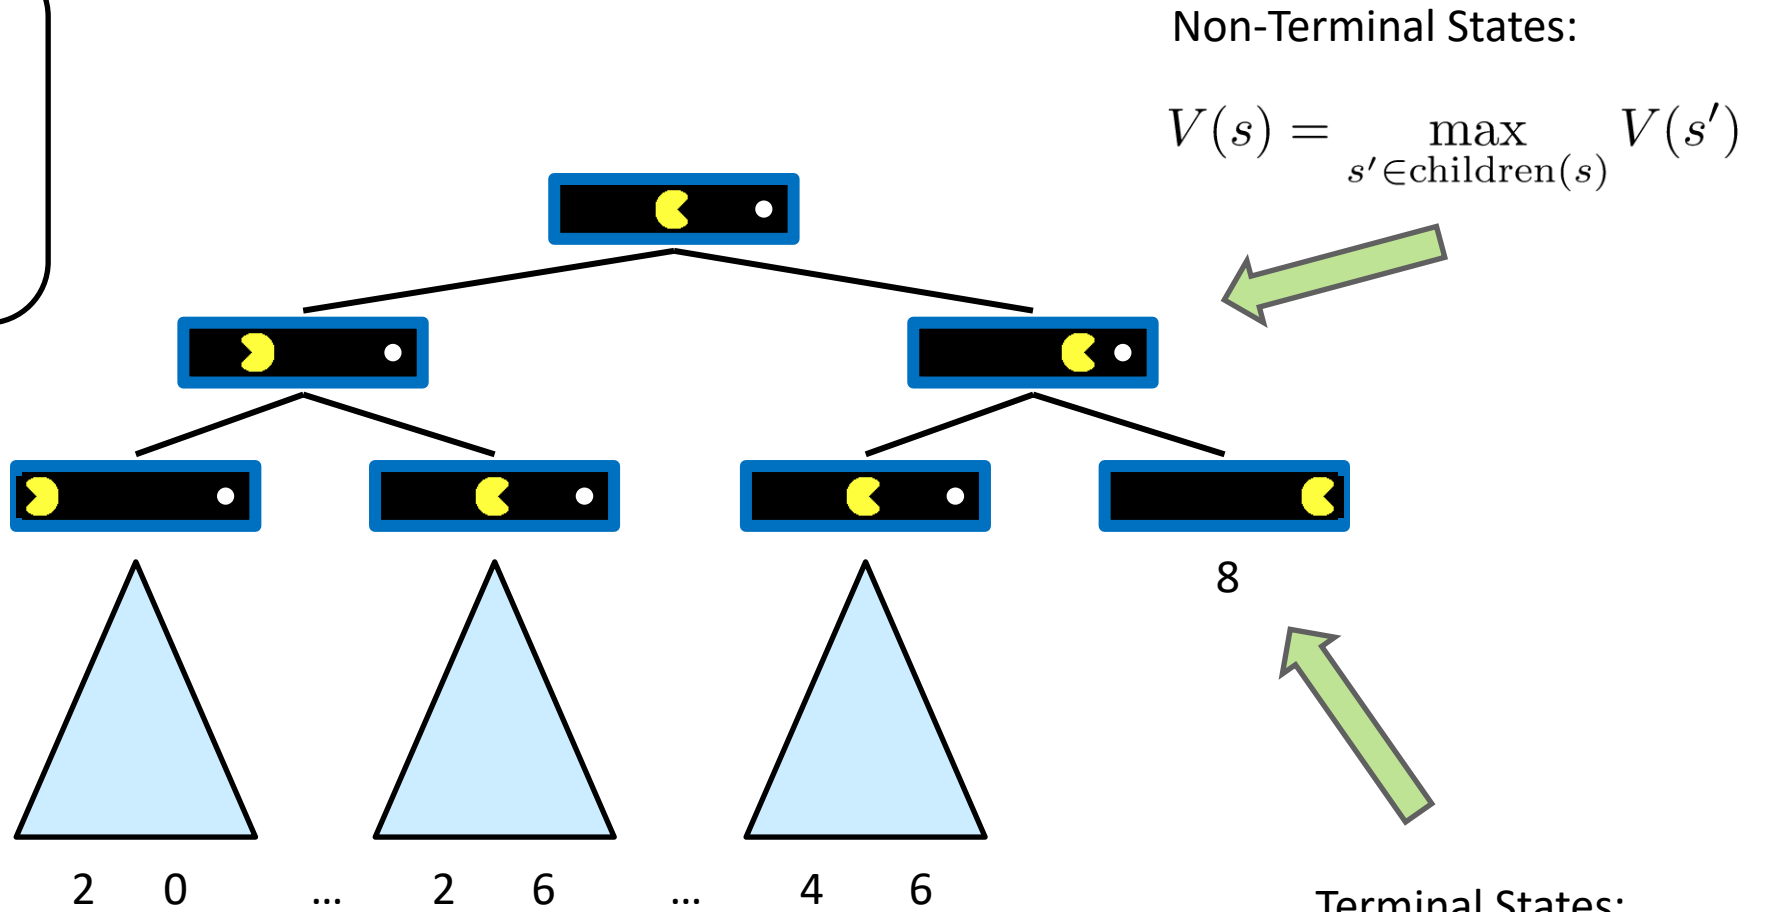 Non-Terminal States:
V(s) = max V(s′)
s′∈children(s)
8
2 0 ... 2 6 ... 4 6
Terminal States: